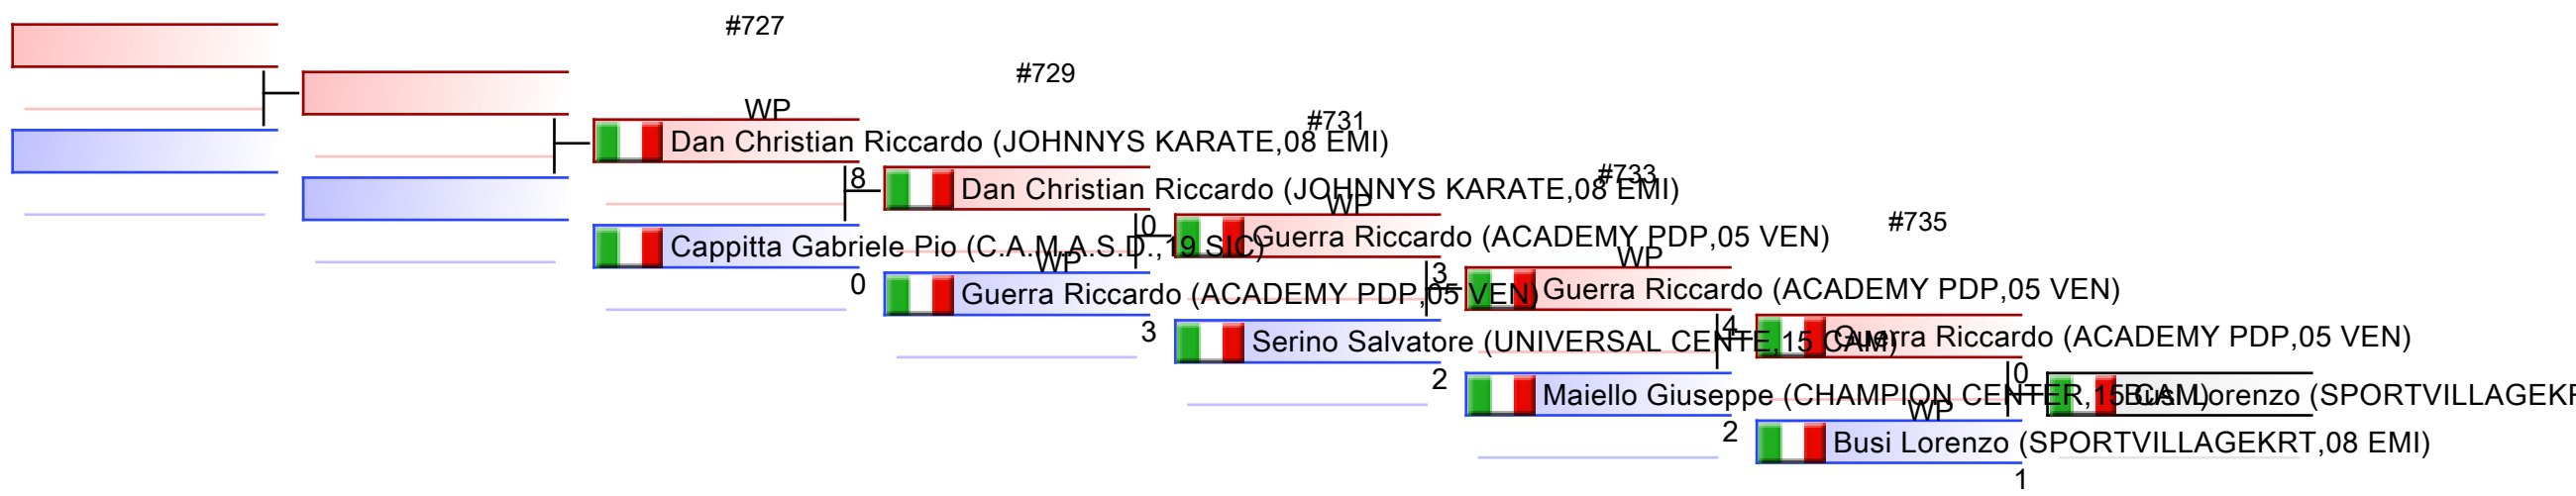 #727
WP
Dan Christian Riccardo (JOHNNYS KARATE,08 EMI)
8
Cappitta Gabriele Pio (C.A.M.A.S.D.,19 SIC)
0
#729
Dan Christian Riccardo (JOHNNYS KARATE,08 EMI)
0
WP
Guerra Riccardo (ACADEMY PDP,05 VEN)
3
#731
WP
Guerra Riccardo (ACADEMY PDP,05 VEN)
3
Serino Salvatore (UNIVERSAL CENTE,15 CAM)
2
#733
WP
Guerra Riccardo (ACADEMY PDP,05 VEN)
4
Maiello Giuseppe (CHAMPION CENTER,15 CAM)
2
#735
Guerra Riccardo (ACADEMY PDP,05 VEN)
0
WP
Busi Lorenzo (SPORTVILLAGEKRT,08 EMI)
1
Busi Lorenzo (SPORTVILLAGEK